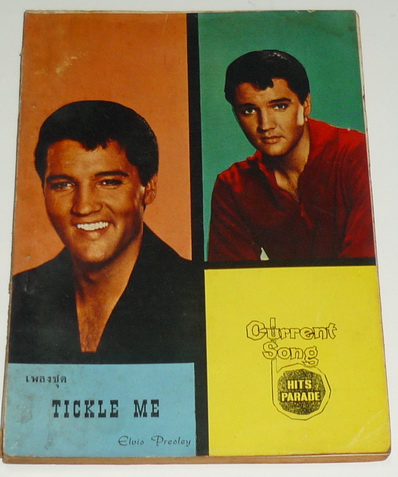 Current
Song
HITS
PARADE
เพลงชุด
TICKLE ME
Elvis Presley